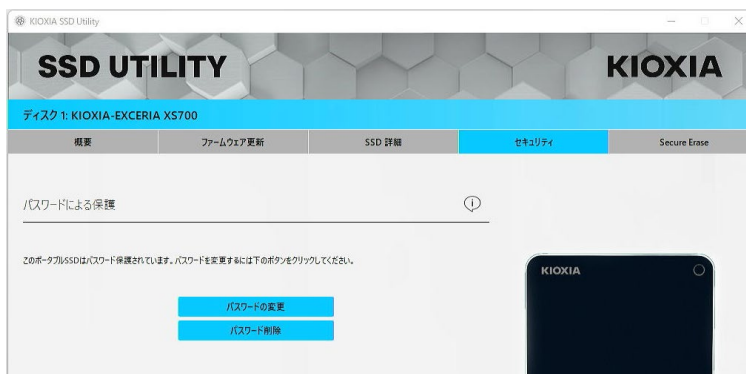 KIOXIA SSD Utility
SSD UTILITY
KIOXIA
ディスク 1: KIOXIA-EXCERIA XS700
概要
ファームウェア更新
SSD 詳細
セキュリティ
Secure Erase
パスワードによる保護
このポータブルSSDはパスワード保護されています。パスワードを変更するには下のボタンをクリックしてください。
KIOXIA
パスワードの変更
パスワード削除